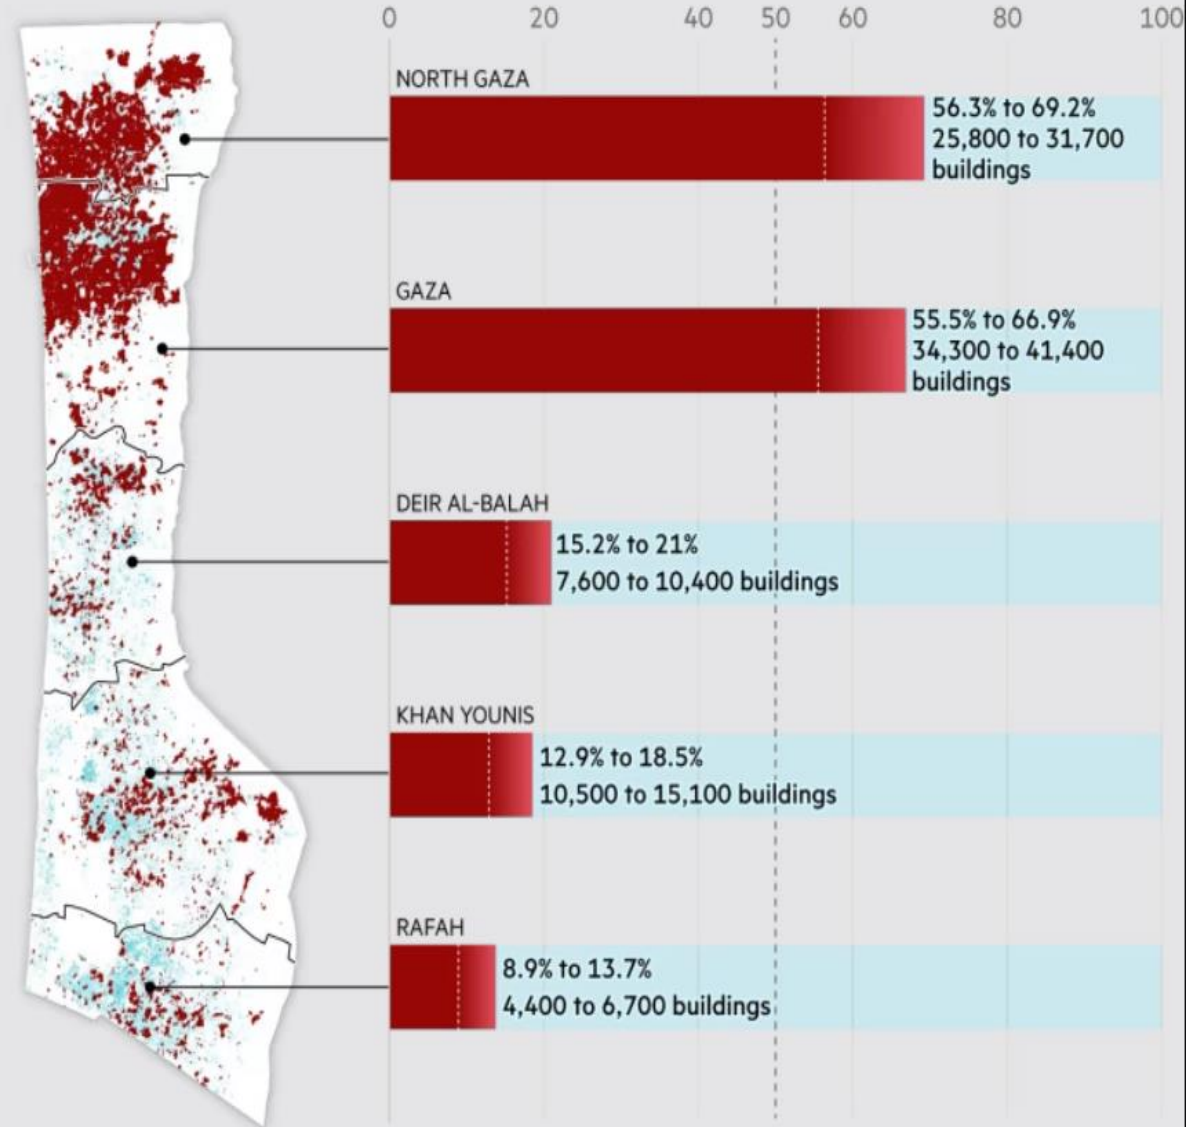 0 20 40 50 60 80 100
NORTH GAZA
56.3% to 69.2%
25,800 to 31,700
buildings
GAZA
55.5% to 66.9%
34,300 to 41,400
buildings
DEIR AL-BALAH
15.2% to 21%
7,600 to 10,400 buildings
KHAN YOUNIS
12.9% to 18.5%
10,500 to 15,100 buildings
RAFAH
8.9% to 13.7%
4,400 to 6,700 buildings